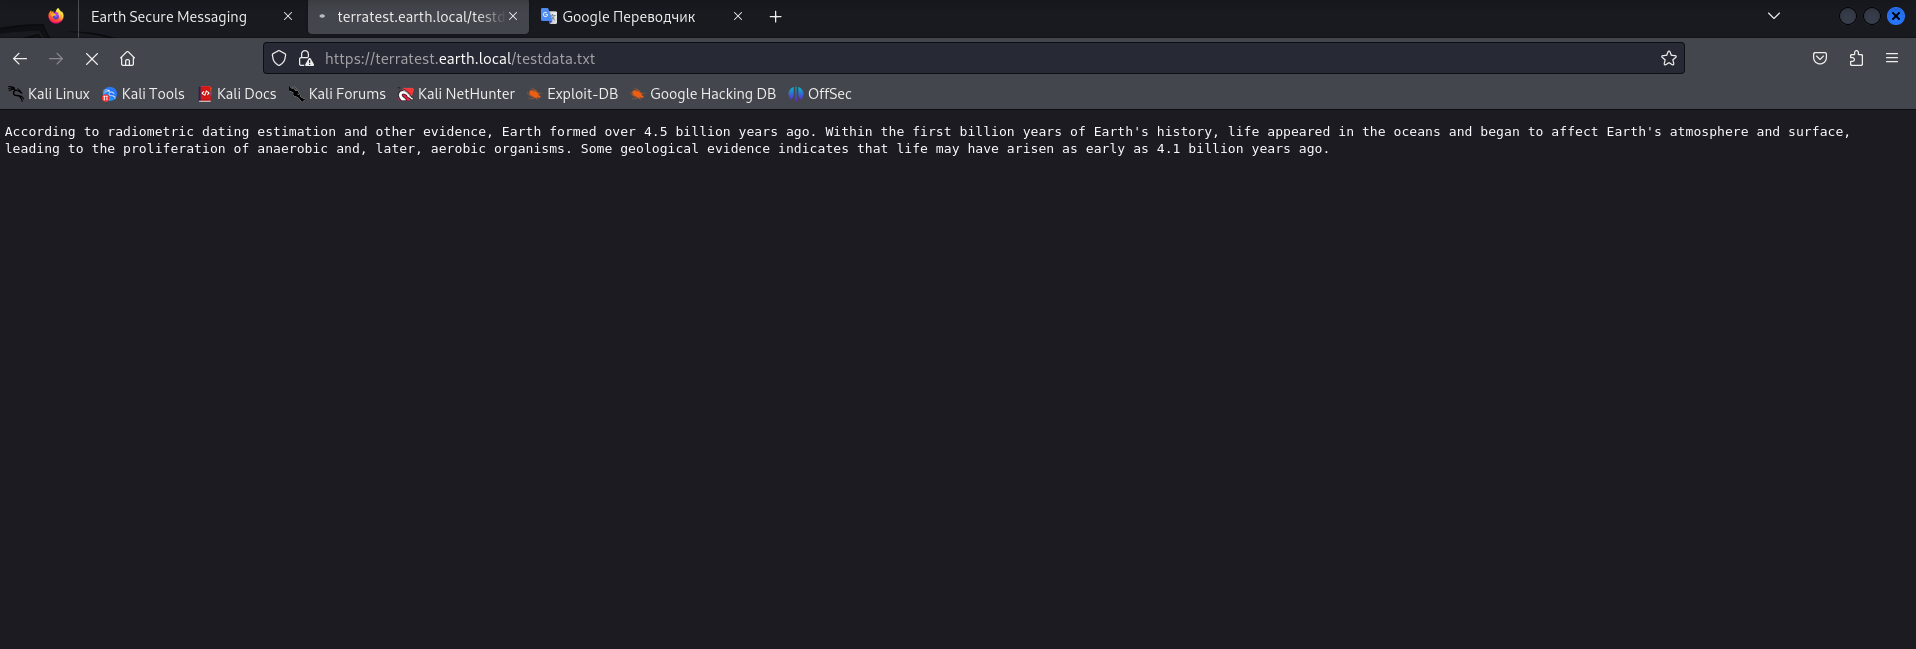 Earth Secure Messaging
terratest.earth.local/testd
Google Переводчик
https://terratest.earth.local/testdata.txt
Kali Linux Kali Tools Kali Docs Kali Forums Kali NetHunter Exploit-DB Google Hacking DB OffSec
According to radiometric dating estimation and other evidence, Earth formed over 4.5 billion years ago. Within the first billion years of Earth's history, life appeared in the oceans and began to affect Earth's atmosphere and surface,
leading to the proliferation of anaerobic and, later, aerobic organisms. Some geological evidence indicates that life may have arisen as early as 4.1 billion years ago.